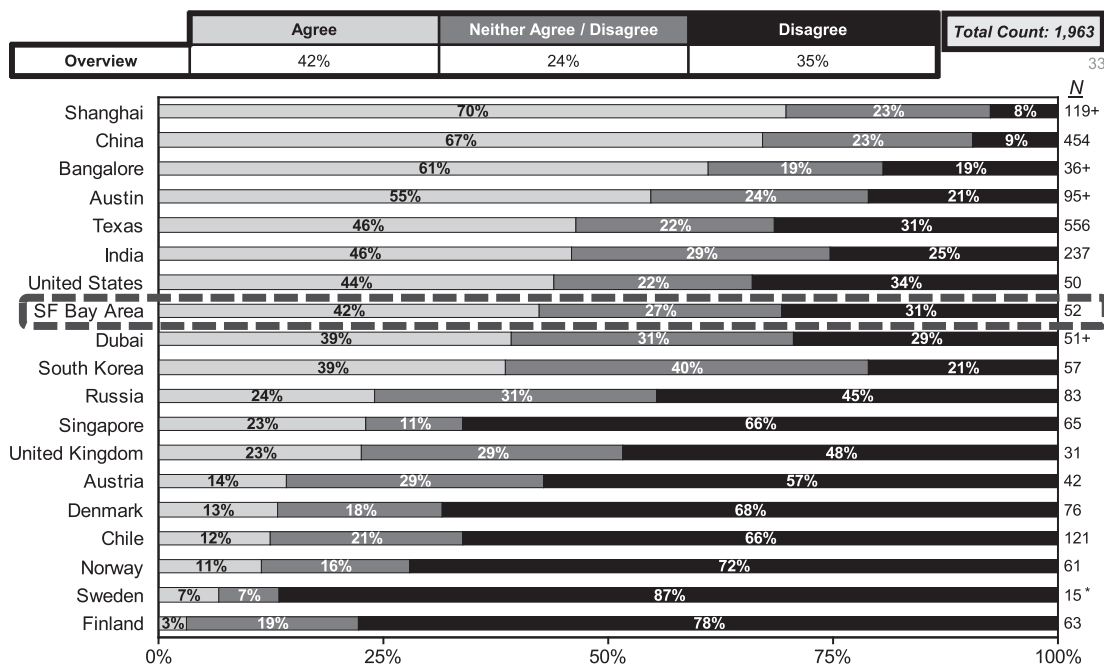 Agree Neither Agree / Disagree Disagree Total Count: 1,963
Overview 42% 24% 35%
33
N
Shanghai 70% 23% 8% 119+
China 67% 23% 9% 454
Bangalore 61% 19% 19% 36+
Austin 55% 24% 21% 95+
Texas 46% 22% 31% 556
India 46% 29% 25% 237
United States 44% 22% 34% 50
SF Bay Area 42% 27% 31% 52
Dubai 39% 31% 29% 51+
South Korea 39% 40% 21% 57
Russia 24% 31% 45% 83
Singapore 23% 11% 66% 65
United Kingdom 23% 29% 48% 31
Austria 14% 29% 57% 42
Denmark 13% 18% 68% 76
Chile 12% 21% 66% 121
Norway 11% 16% 72% 61
Sweden 7% 7% 87% 15 *
Finland 3% 19% 78% 63
0% 25% 50% 75% 100%